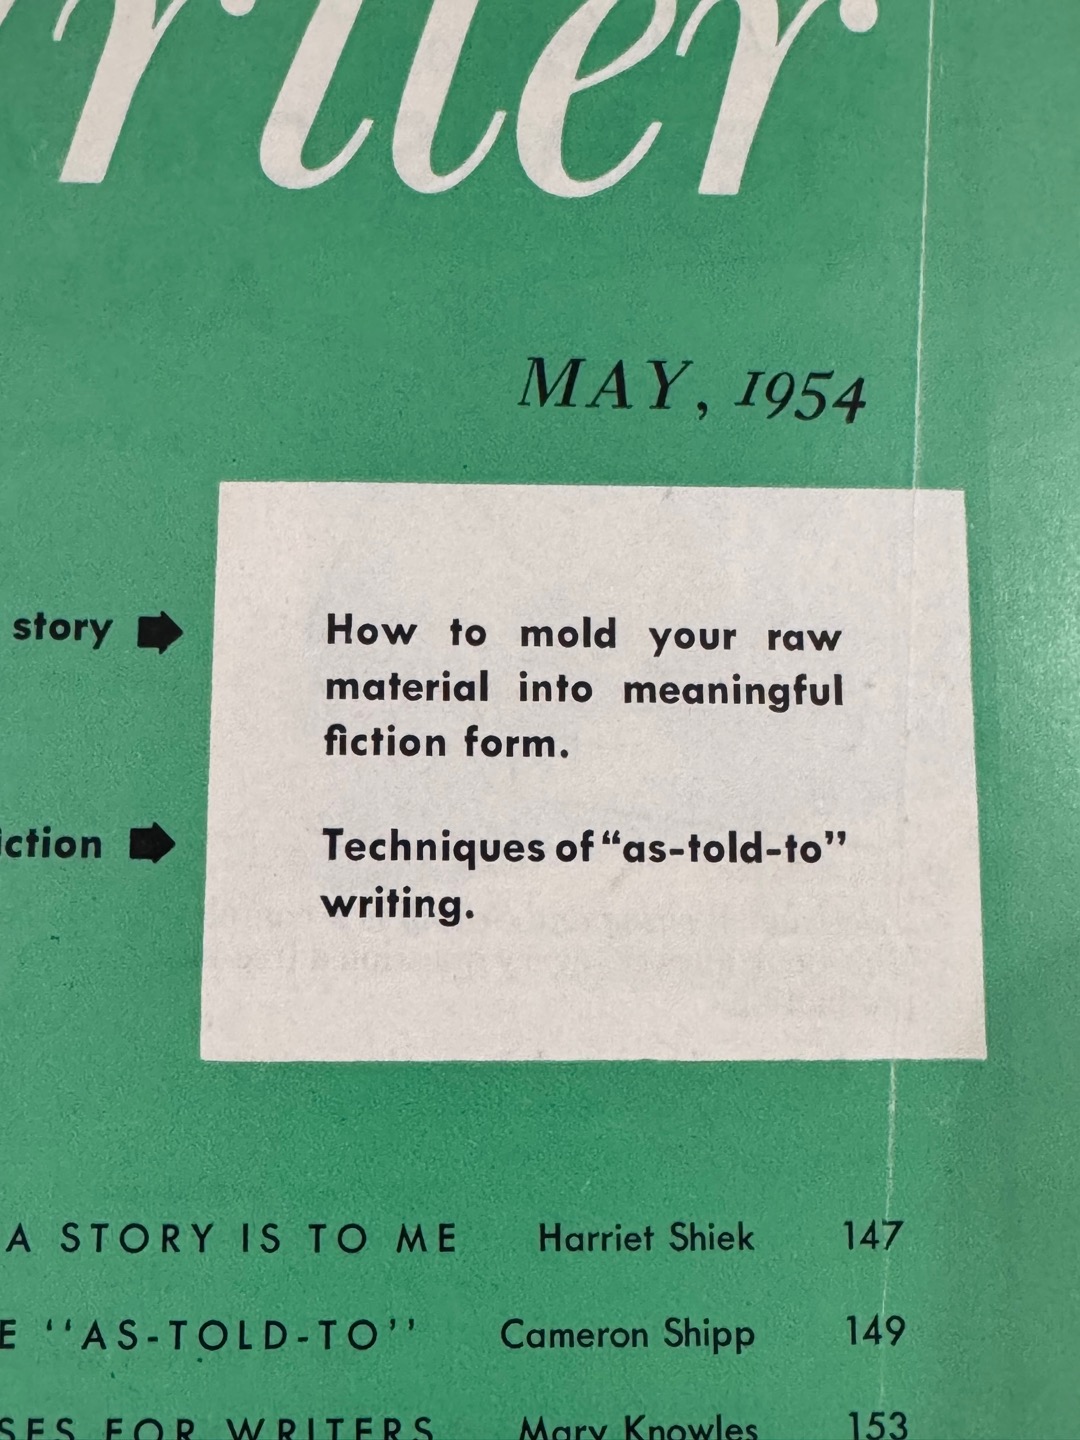 Writer
MAY, 1954
story How to mold your raw
material into meaningful
fiction form.
iction Techniques of “as-told-to”
writing.
A STORY IS TO ME Harriet Shiek 147
E “AS-TOLD-TO” Cameron Shipp 149
SES FOR WRITERS Mary Knowles 153